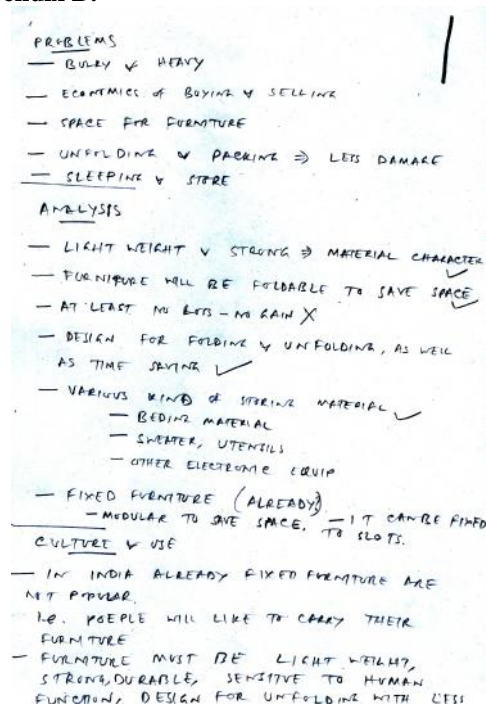 PROBLEMS
— BULKY & HEAVY
— ECONOMICS of BUYING & SELLING
— SPACE FOR FURNITURE
— UNFOLDING & PACKING ⇒ LESS DAMAGE
— SLEEPING & STORE
ANALYSIS
— LIGHT WEIGHT & STRONG ⇒ MATERIAL CHARACTER ✓
— FURNITURE WILL BE FOLDABLE TO SAVE SPACE ✓
— AT LEAST NO LOSS - NO GAIN X
— DESIGN FOR FOLDING & UNFOLDING, AS WELL
AS TIME SAVING ✓
— VARIOUS KIND of STORING MATERIAL ✓
— BEDING MATERIAL
— SWEATER, UTENSILS
— OTHER ELECTRONIC EQUIP
— FIXED FURNITURE (ALREADY)
— MODULAR TO SAVE SPACE, — IT CAN BE FIXED
TO SLOTS.
CULTURE & USE
— IN INDIA ALREADY FIXED FURNITURE ARE
NOT POPULAR.
i.e. POEPLE WILL LIKE TO CARRY THEIR
FURNITURE
— FURNITURE MUST BE LIGHT WEIGHT,
STRONG, DURABLE, SENSITVE TO HUMAN
FUNCTION, DESIGN FOR UNFOLDING WITH LESS